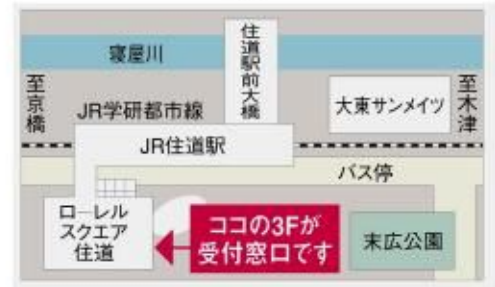 住道駅前大橋
寝屋川
至京橋
JR学研都市線
大東サンメイツ
至木津
JR住道駅
バス停
ローレル
スクエア
住道
ココの3Fが
受付窓口です
末広公園